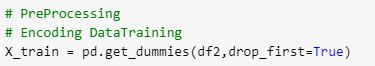 # PreProcessing
# Encoding DataTraining
X_train = pd.get_dummies(df2,drop_first=True)